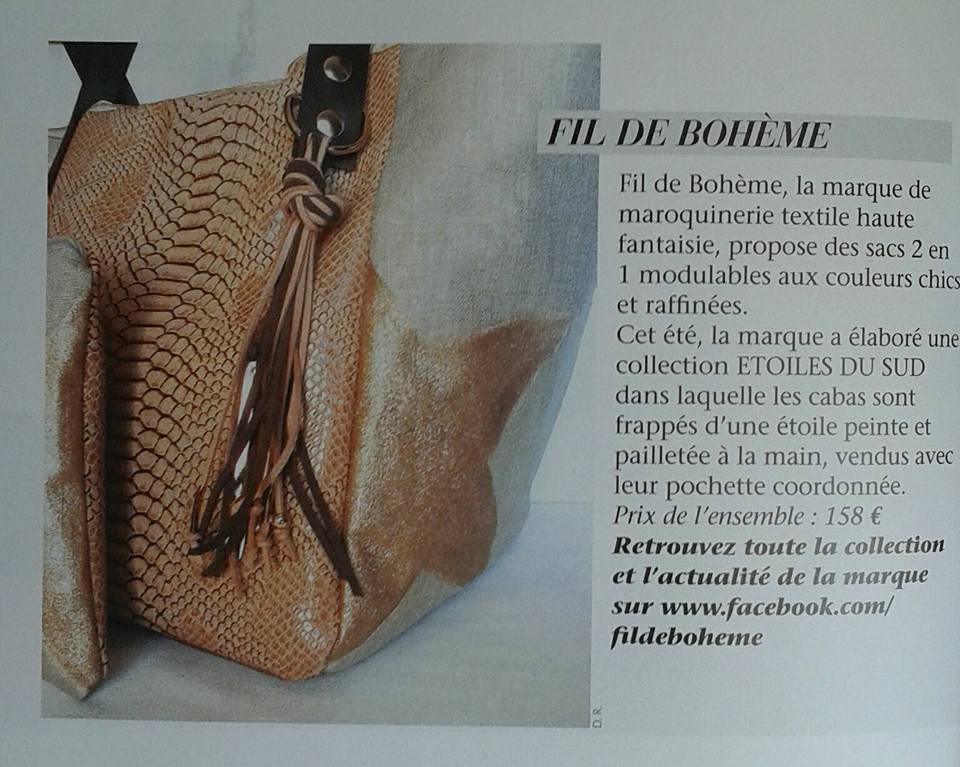 FIL DE BOHÈME
Fil de Bohème, la marque de
maroquinerie textile haute
fantaisie, propose des sacs 2 en
1 modulables aux couleurs chics
et raffinées.
Cet été, la marque a élaboré une
collection ETOILES DU SUD
dans laquelle les cabas sont
frappés d'une étoile peinte et
pailletée à la main, vendus avec
leur pochette coordonnée.
Prix de l'ensemble : 158 €
Retrouvez toute la collection
et l'actualité de la marque
sur www.facebook.com/
fildeboheme
D. R.